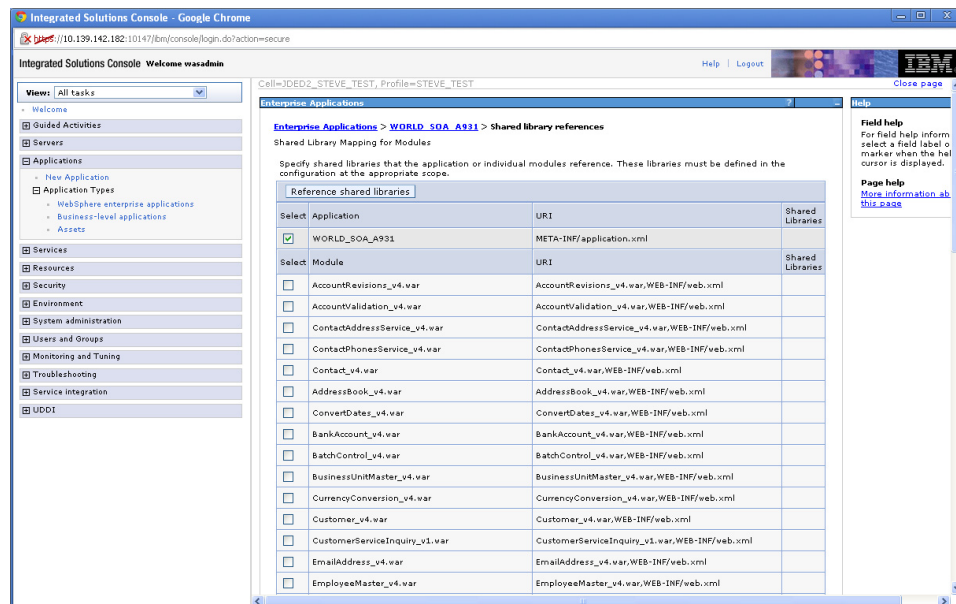 Integrated Solutions Console - Google Chrome
https://10.139.142.182:10147/ibm/console/login.do?action=secure
Integrated Solutions Console Welcome wasadmin
Help | Logout
IBM
View: All tasks
Welcome
Guided Activities
Servers
Applications
New Application
Application Types
WebSphere enterprise applications
Business-level applications
Assets
Services
Resources
Security
Environment
System administration
Users and Groups
Monitoring and Tuning
Troubleshooting
Service integration
UDDI
Cell=JDED2_STEVE_TEST, Profile=STEVE_TEST
Close page
Enterprise Applications ? -
Enterprise Applications > WORLD_SOA_A931 > Shared library references
Shared Library Mapping for Modules
Specify shared libraries that the application or individual modules reference. These libraries must be defined in the
configuration at the appropriate scope.
Reference shared libraries
Select Application URI Shared Libraries
WORLD_SOA_A931 META-INF/application.xml
Select Module URI Shared Libraries
AccountRevisions_v4.war AccountRevisions_v4.war,WEB-INF/web.xml
AccountValidation_v4.war AccountValidation_v4.war,WEB-INF/web.xml
ContactAddressService_v4.war ContactAddressService_v4.war,WEB-INF/web.xml
ContactPhonesService_v4.war ContactPhonesService_v4.war,WEB-INF/web.xml
Contact_v4.war Contact_v4.war,WEB-INF/web.xml
AddressBook_v4.war AddressBook_v4.war,WEB-INF/web.xml
ConvertDates_v4.war ConvertDates_v4.war,WEB-INF/web.xml
BankAccount_v4.war BankAccount_v4.war,WEB-INF/web.xml
BatchControl_v4.war BatchControl_v4.war,WEB-INF/web.xml
BusinessUnitMaster_v4.war BusinessUnitMaster_v4.war,WEB-INF/web.xml
CurrencyConversion_v4.war CurrencyConversion_v4.war,WEB-INF/web.xml
Customer_v4.war Customer_v4.war,WEB-INF/web.xml
CustomerServiceInquiry_v1.war CustomerServiceInquiry_v1.war,WEB-INF/web.xml
EmailAddress_v4.war EmailAddress_v4.war,WEB-INF/web.xml
EmployeeMaster_v4.war EmployeeMaster_v4.war,WEB-INF/web.xml
Help
Field help
For field help inform
select a field label o
marker when the hel
cursor is displayed.
Page help
More information ab
this page